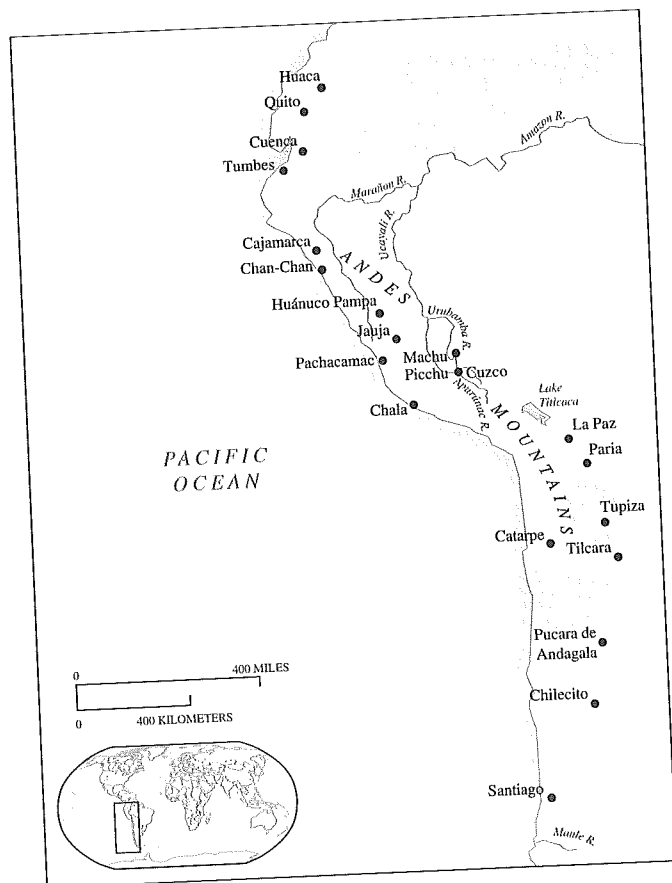 Huaca
Quito
Cuenca
Tumbes
Amazon R.
Marañon R.
Ucayali R.
Cajamarca
Chan-Chan
ANDES
Huánuco Pampa
Jauja
Urubamba R.
Pachacamac
Machu
Picchu
Cuzco
Apurímac R.
Chala
Lake
Titicaca
MOUNTAINS
La Paz
Paria
PACIFIC
OCEAN
Tupiza
Catarpe
Tilcara
Pucara de
Andagala
0 400 MILES
0 400 KILOMETERS
Chilecito
Santiago
Maule R.